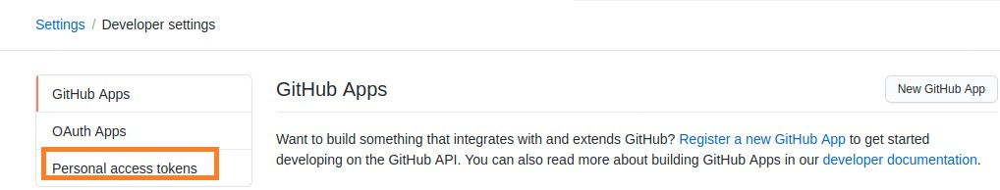 Settings / Developer settings
GitHub Apps
OAuth Apps
Personal access tokens
GitHub Apps
New GitHub App
Want to build something that integrates with and extends GitHub? Register a new GitHub App to get started
developing on the GitHub API. You can also read more about building GitHub Apps in our developer documentation.